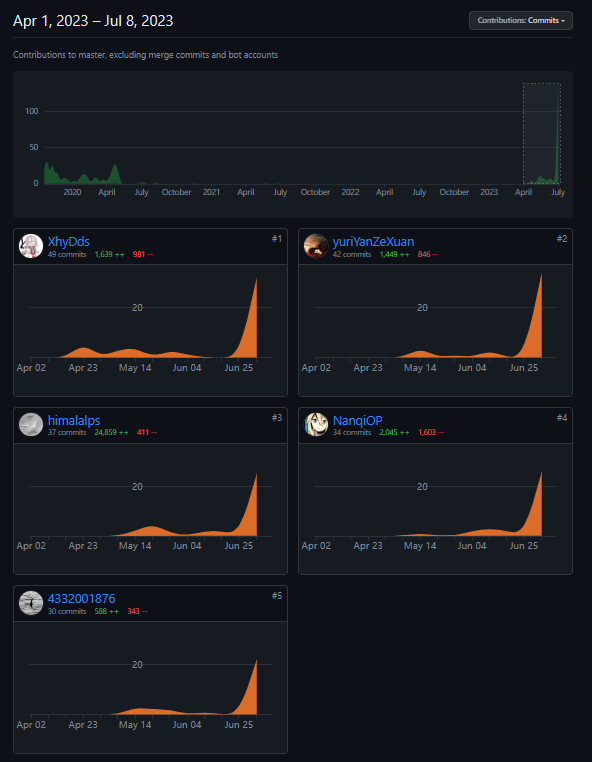 Apr 1, 2023 – Jul 8, 2023
Contributions: Commits
Contributions to master, excluding merge commits and bot accounts
100
50
0
2020 April July October 2021 April July October 2022 April July October 2023 April July
XhyDds #1
49 commits 1,639 ++ 981 --
20
Apr 02 Apr 23 May 14 Jun 04 Jun 25
yuriYanZeXuan #2
42 commits 1,449 ++ 846 --
20
Apr 02 Apr 23 May 14 Jun 04 Jun 25
himalalps #3
37 commits 24,859 ++ 411 --
20
Apr 02 Apr 23 May 14 Jun 04 Jun 25
NanqiOP #4
34 commits 2,045 ++ 1,603 --
20
Apr 02 Apr 23 May 14 Jun 04 Jun 25
4332001876 #5
30 commits 588 ++ 343 --
20
Apr 02 Apr 23 May 14 Jun 04 Jun 25